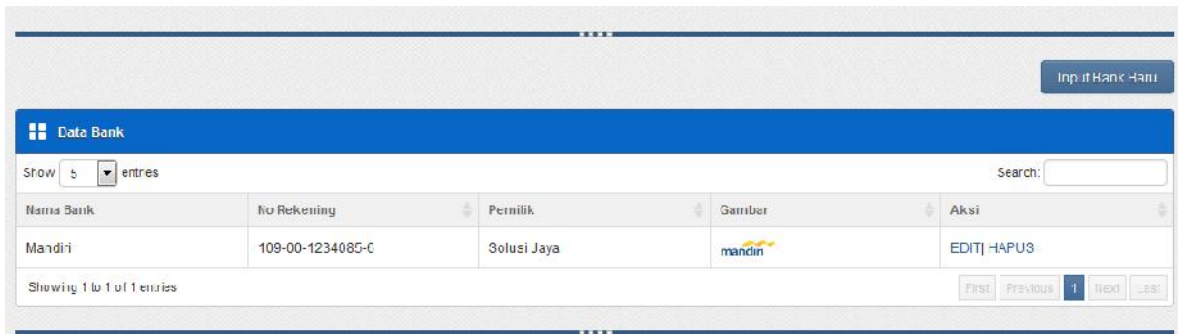 Input Bank Baru
Data Bank
Show 5 entries Search:
Nama Bank No Rekening Pemilik Gambar Aksi
Mandiri 109-00-1234085-0 Solusi Jaya mandiri EDIT| HAPUS
Showing 1 to 1 of 1 entries First Previous 1 Next Last